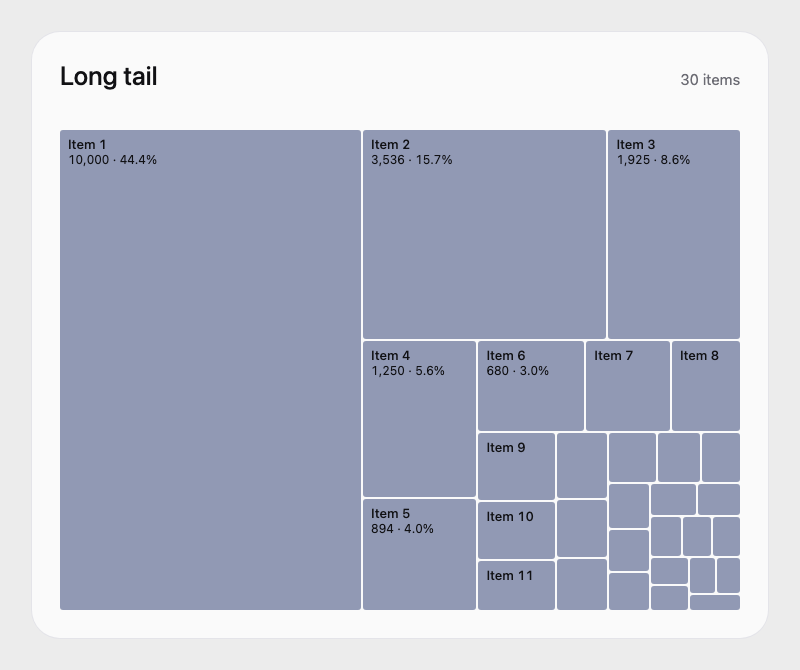 Long tail
30 items
Item 1
10,000 · 44.4%
Item 2
3,536 · 15.7%
Item 3
1,925 · 8.6%
Item 4
1,250 · 5.6%
Item 5
894 · 4.0%
Item 6
680 · 3.0%
Item 7
Item 8
Item 9
Item 10
Item 11